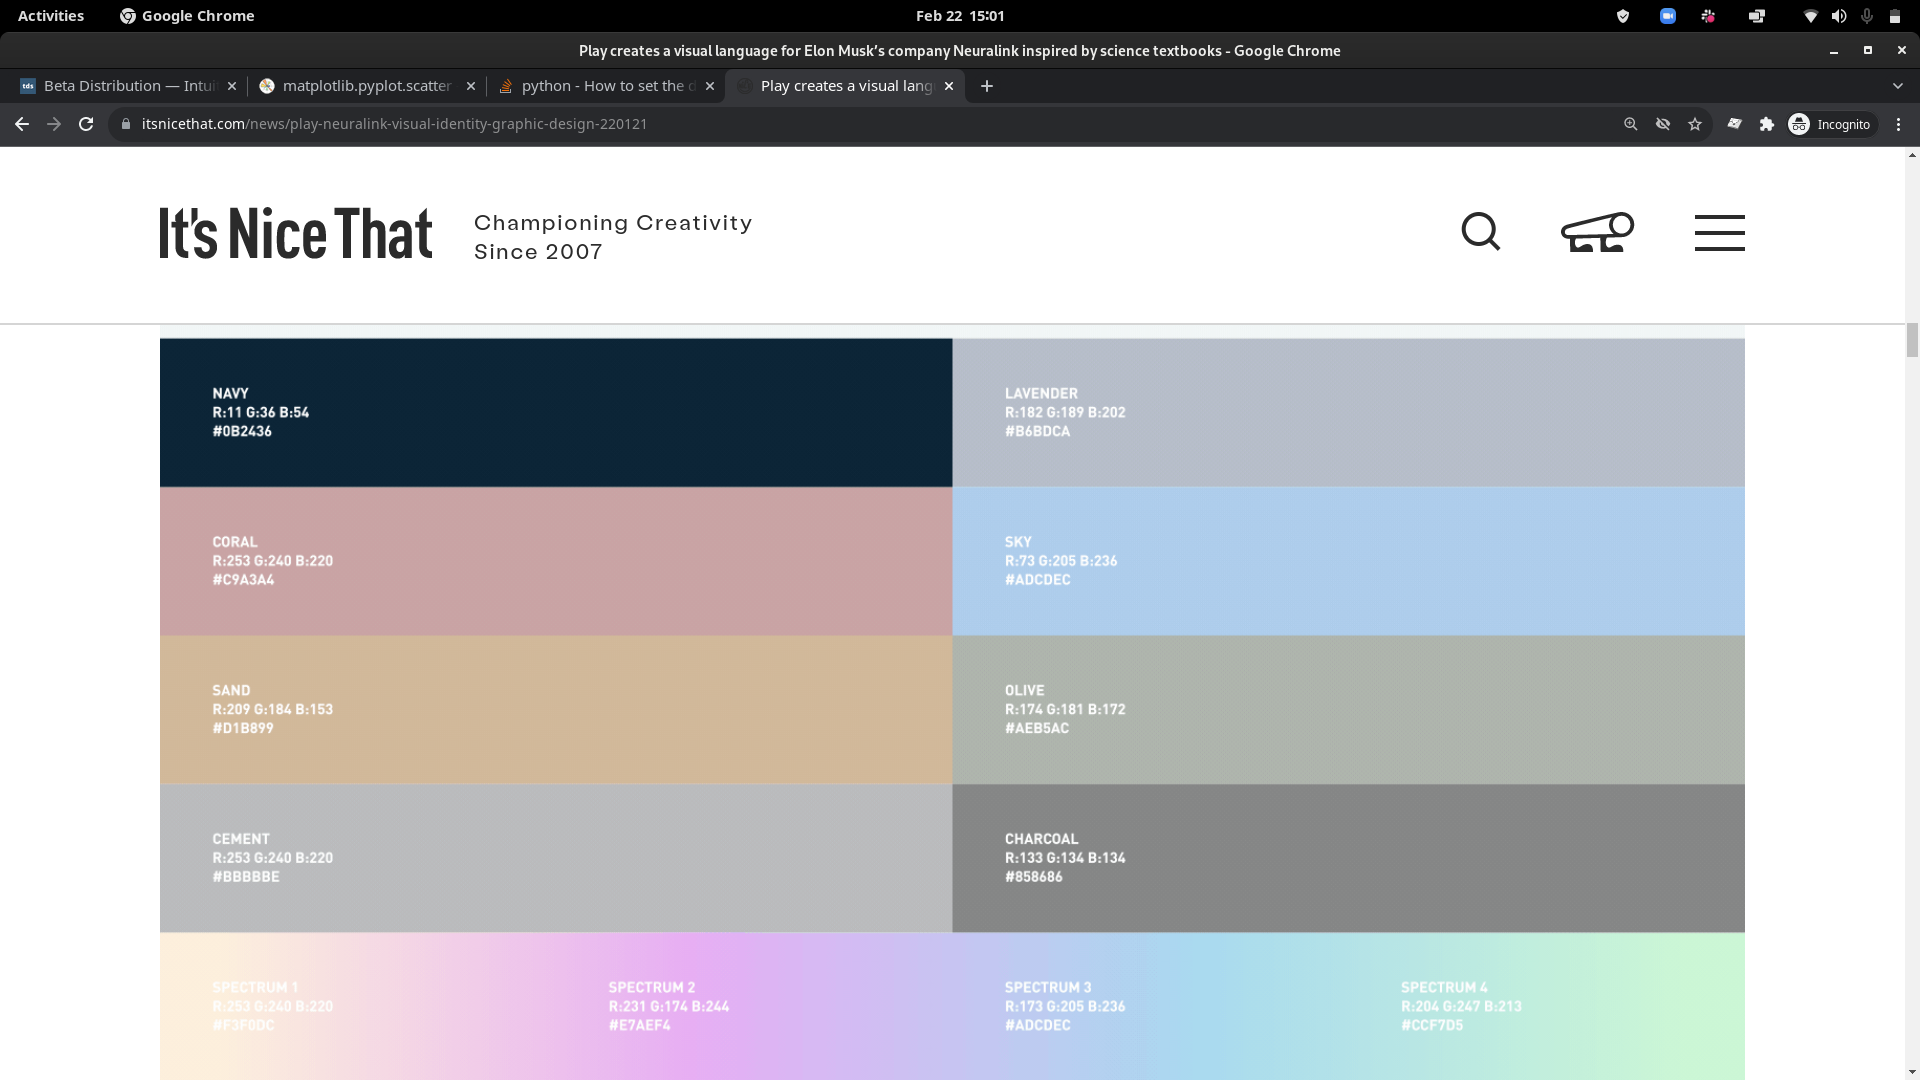 Activities
Google Chrome
Feb 22 15:01
Play creates a visual language for Elon Musk’s company Neuralink inspired by science textbooks - Google Chrome
tds
Beta Distribution — Intui
matplotlib.pyplot.scatter
python - How to set the d
Play creates a visual lang
itsnicethat.com/news/play-neuralink-visual-identity-graphic-design-220121
Incognito
It's Nice That
Championing Creativity
Since 2007
NAVY
R:11 G:36 B:54
#0B2436
LAVENDER
R:182 G:189 B:202
#B6BDCA
CORAL
R:253 G:240 B:220
#C9A3A4
SKY
R:73 G:205 B:236
#ADCDEC
SAND
R:209 G:184 B:153
#D1B899
OLIVE
R:174 G:181 B:172
#AEB5AC
CEMENT
R:253 G:240 B:220
#BBBBBE
CHARCOAL
R:133 G:134 B:134
#858686
SPECTRUM 1
R:253 G:240 B:220
#F3F0DC
SPECTRUM 2
R:231 G:174 B:244
#E7AEF4
SPECTRUM 3
R:173 G:205 B:236
#ADCDEC
SPECTRUM 4
R:204 G:247 B:213
#CCF7D5